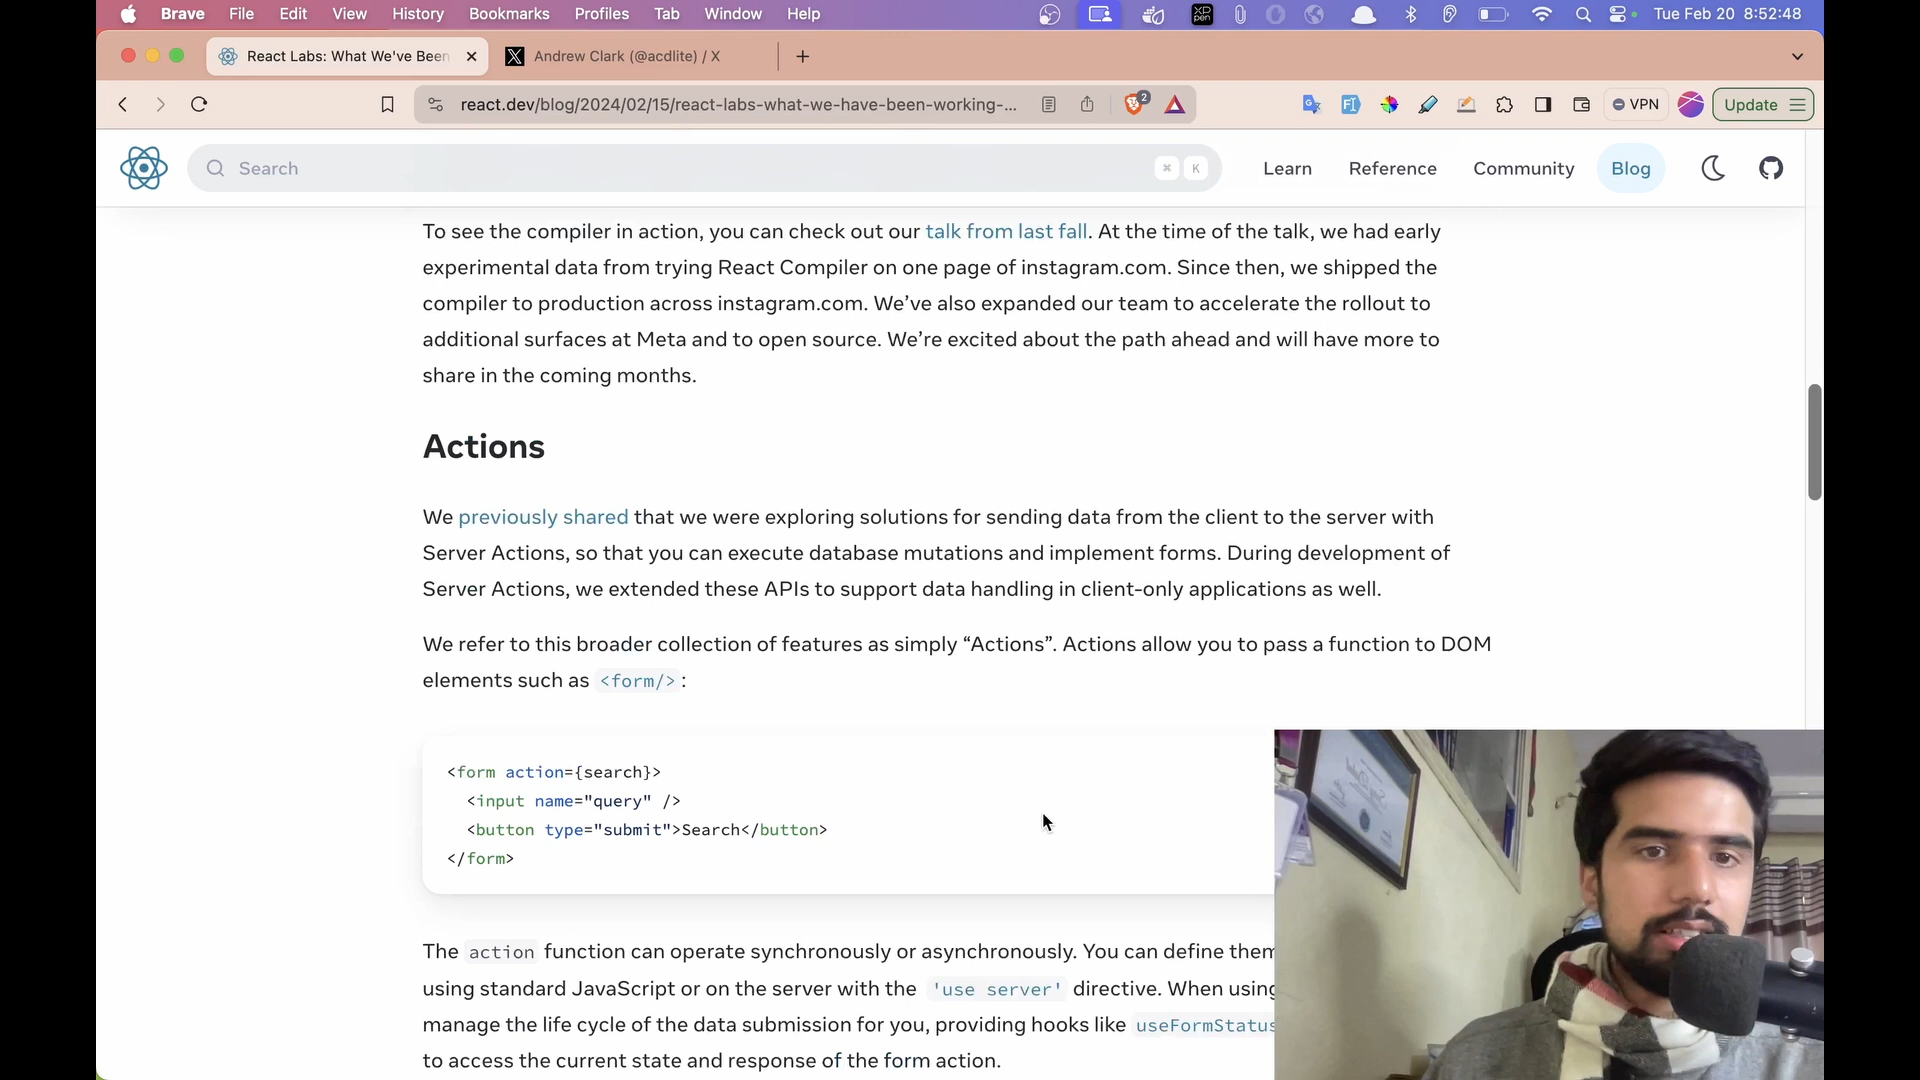 Brave File Edit View History Bookmarks Profiles Tab Window Help Tue Feb 20 8:52:48
React Labs: What We've Been Andrew Clark (@acdlite) / X
react.dev/blog/2024/02/15/react-labs-what-we-have-been-working-... 2 VPN Update
Search ⌘ K Learn Reference Community Blog
To see the compiler in action, you can check out our talk from last fall. At the time of the talk, we had early
experimental data from trying React Compiler on one page of instagram.com. Since then, we shipped the
compiler to production across instagram.com. We’ve also expanded our team to accelerate the rollout to
additional surfaces at Meta and to open source. We’re excited about the path ahead and will have more to
share in the coming months.
Actions
We previously shared that we were exploring solutions for sending data from the client to the server with
Server Actions, so that you can execute database mutations and implement forms. During development of
Server Actions, we extended these APIs to support data handling in client-only applications as well.
We refer to this broader collection of features as simply “Actions”. Actions allow you to pass a function to DOM
elements such as <form/>:
<form action={search}>
<input name="query" />
<button type="submit">Search</button>
</form>
The action function can operate synchronously or asynchronously. You can define them
using standard JavaScript or on the server with the 'use server' directive. When using
manage the life cycle of the data submission for you, providing hooks like useFormStatus
to access the current state and response of the form action.